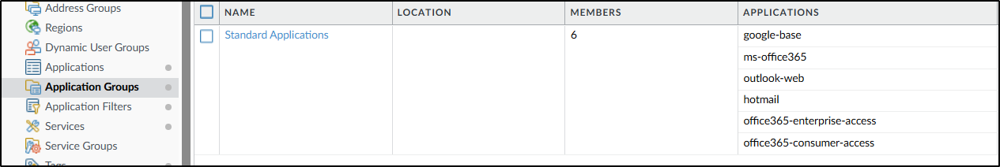 Address Groups
Regions
Dynamic User Groups
Applications
Application Groups
Application Filters
Services
Service Groups
Tags
NAME LOCATION MEMBERS APPLICATIONS
Standard Applications 6 google-base
ms-office365
outlook-web
hotmail
office365-enterprise-access
office365-consumer-access